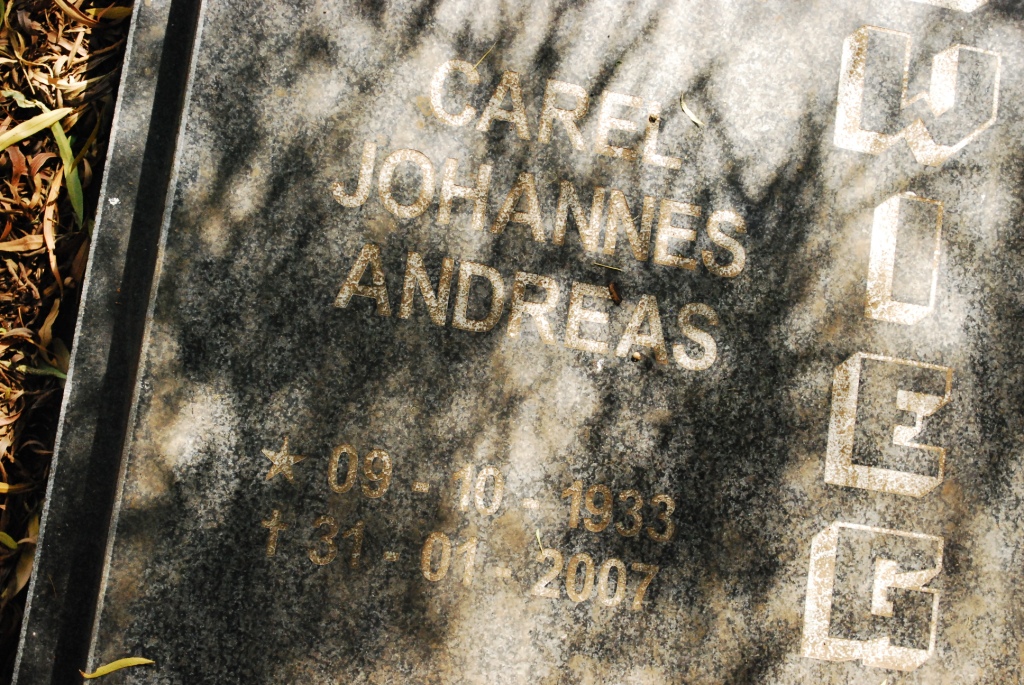 CAREL
JOHANNES
ANDREAS
★ 09 - 10 - 1933
✝ 31 - 01 - 2007
W
I
E
G